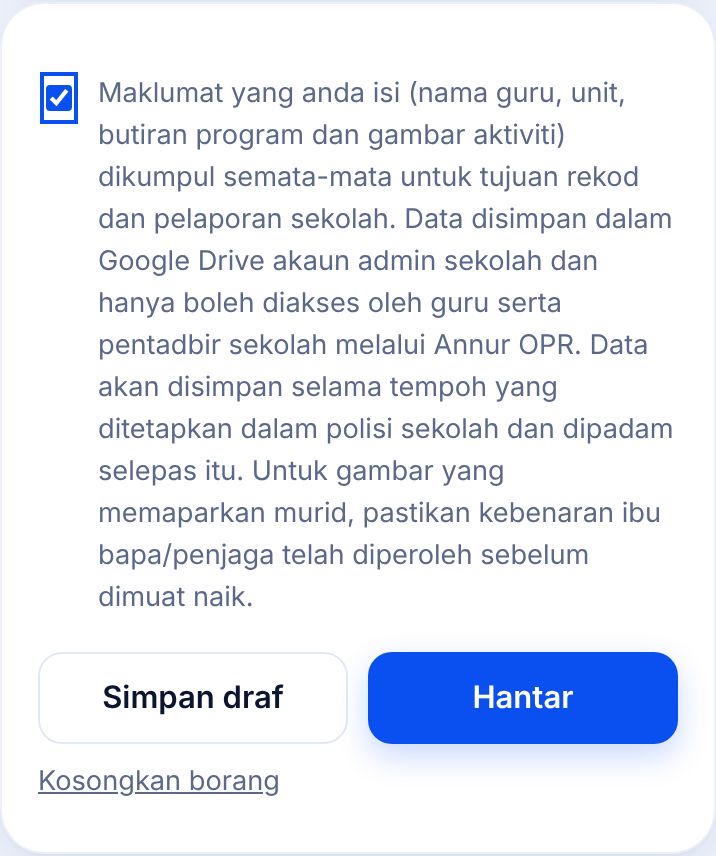 Maklumat yang anda isi (nama guru, unit,
butiran program dan gambar aktiviti)
dikumpul semata-mata untuk tujuan rekod
dan pelaporan sekolah. Data disimpan dalam
Google Drive akaun admin sekolah dan
hanya boleh diakses oleh guru serta
pentadbir sekolah melalui Annur OPR. Data
akan disimpan selama tempoh yang
ditetapkan dalam polisi sekolah dan dipadam
selepas itu. Untuk gambar yang
memaparkan murid, pastikan kebenaran ibu
bapa/penjaga telah diperoleh sebelum
dimuat naik.
Simpan draf
Hantar
Kosongkan borang